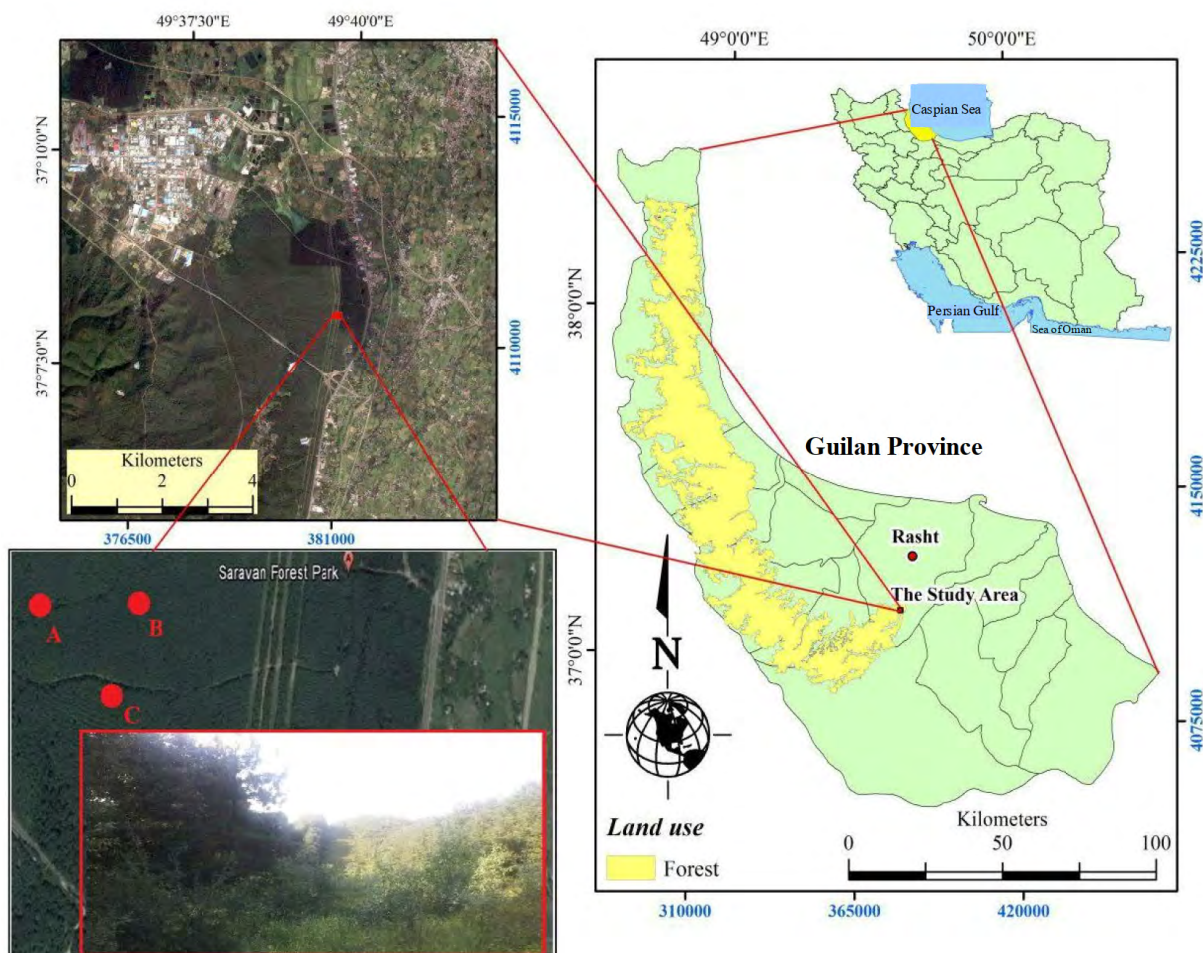 49°37'30"E
49°40'0"E
37°10'0"N
37°7'30"N
4115000
4110000
Kilometers
0 2 4
376500
381000
Saravan Forest Park
A
A
B
C
49°0'0"E
50°0'0"E
38°0'0"N
37°0'0"N
4225000
4150000
4075000
Caspian Sea
Persian Gulf
Sea of Oman
Guilan Province
Rasht
The Study Area
N
Land use
Forest
Kilometers
0 50 100
310000
365000
420000